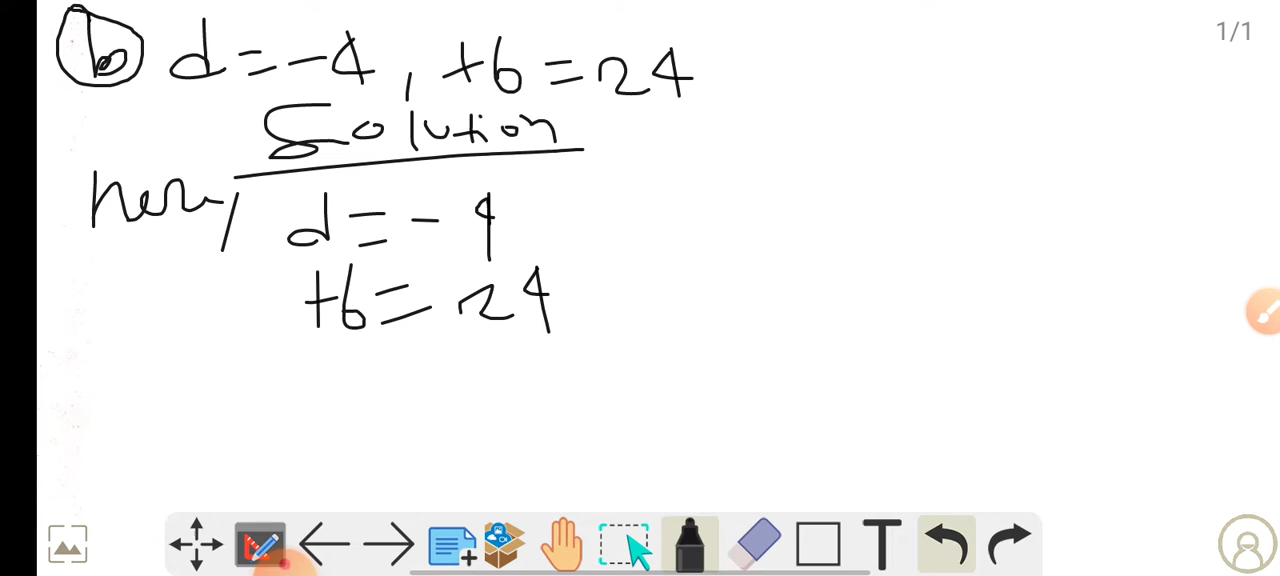 1/1
b d = -4, t6 = 24
Solution
here, d = - 4
t6 = 24
T